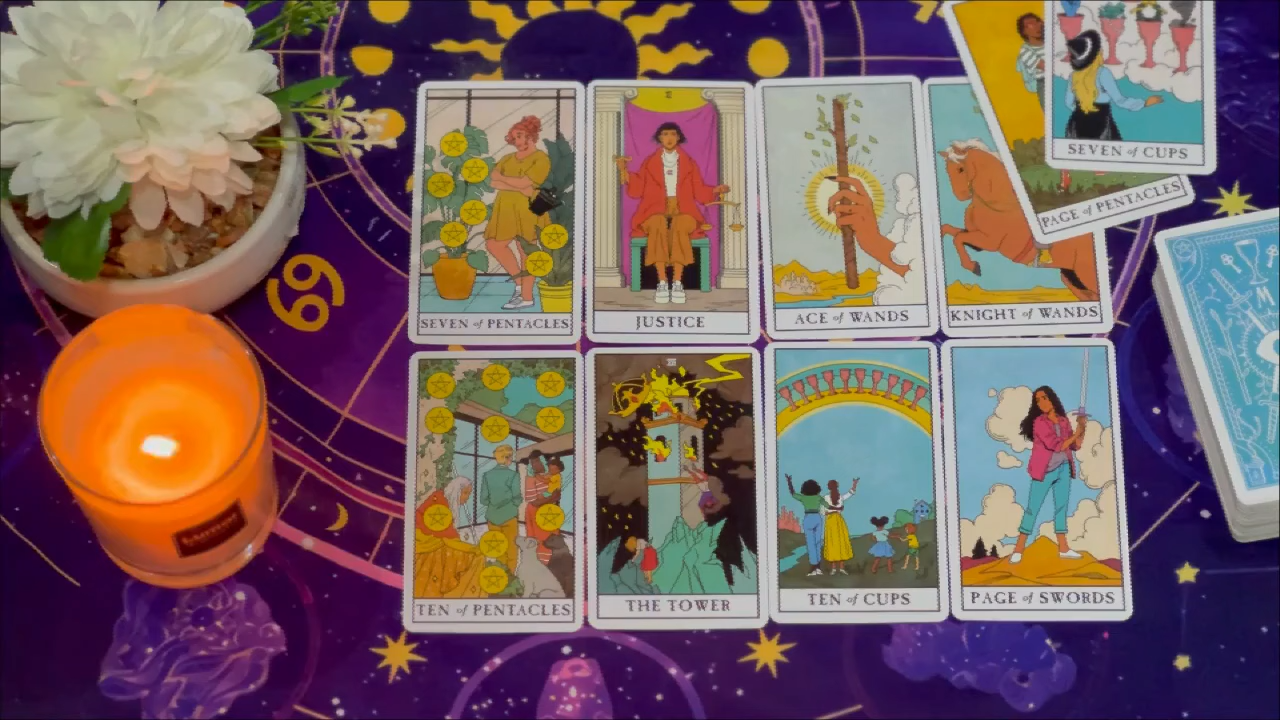 SEVEN of CUPS
PAGE of PENTACLES
SEVEN of PENTACLES
JUSTICE
ACE of WANDS
KNIGHT of WANDS
TEN of PENTACLES
THE TOWER
TEN of CUPS
PAGE of SWORDS